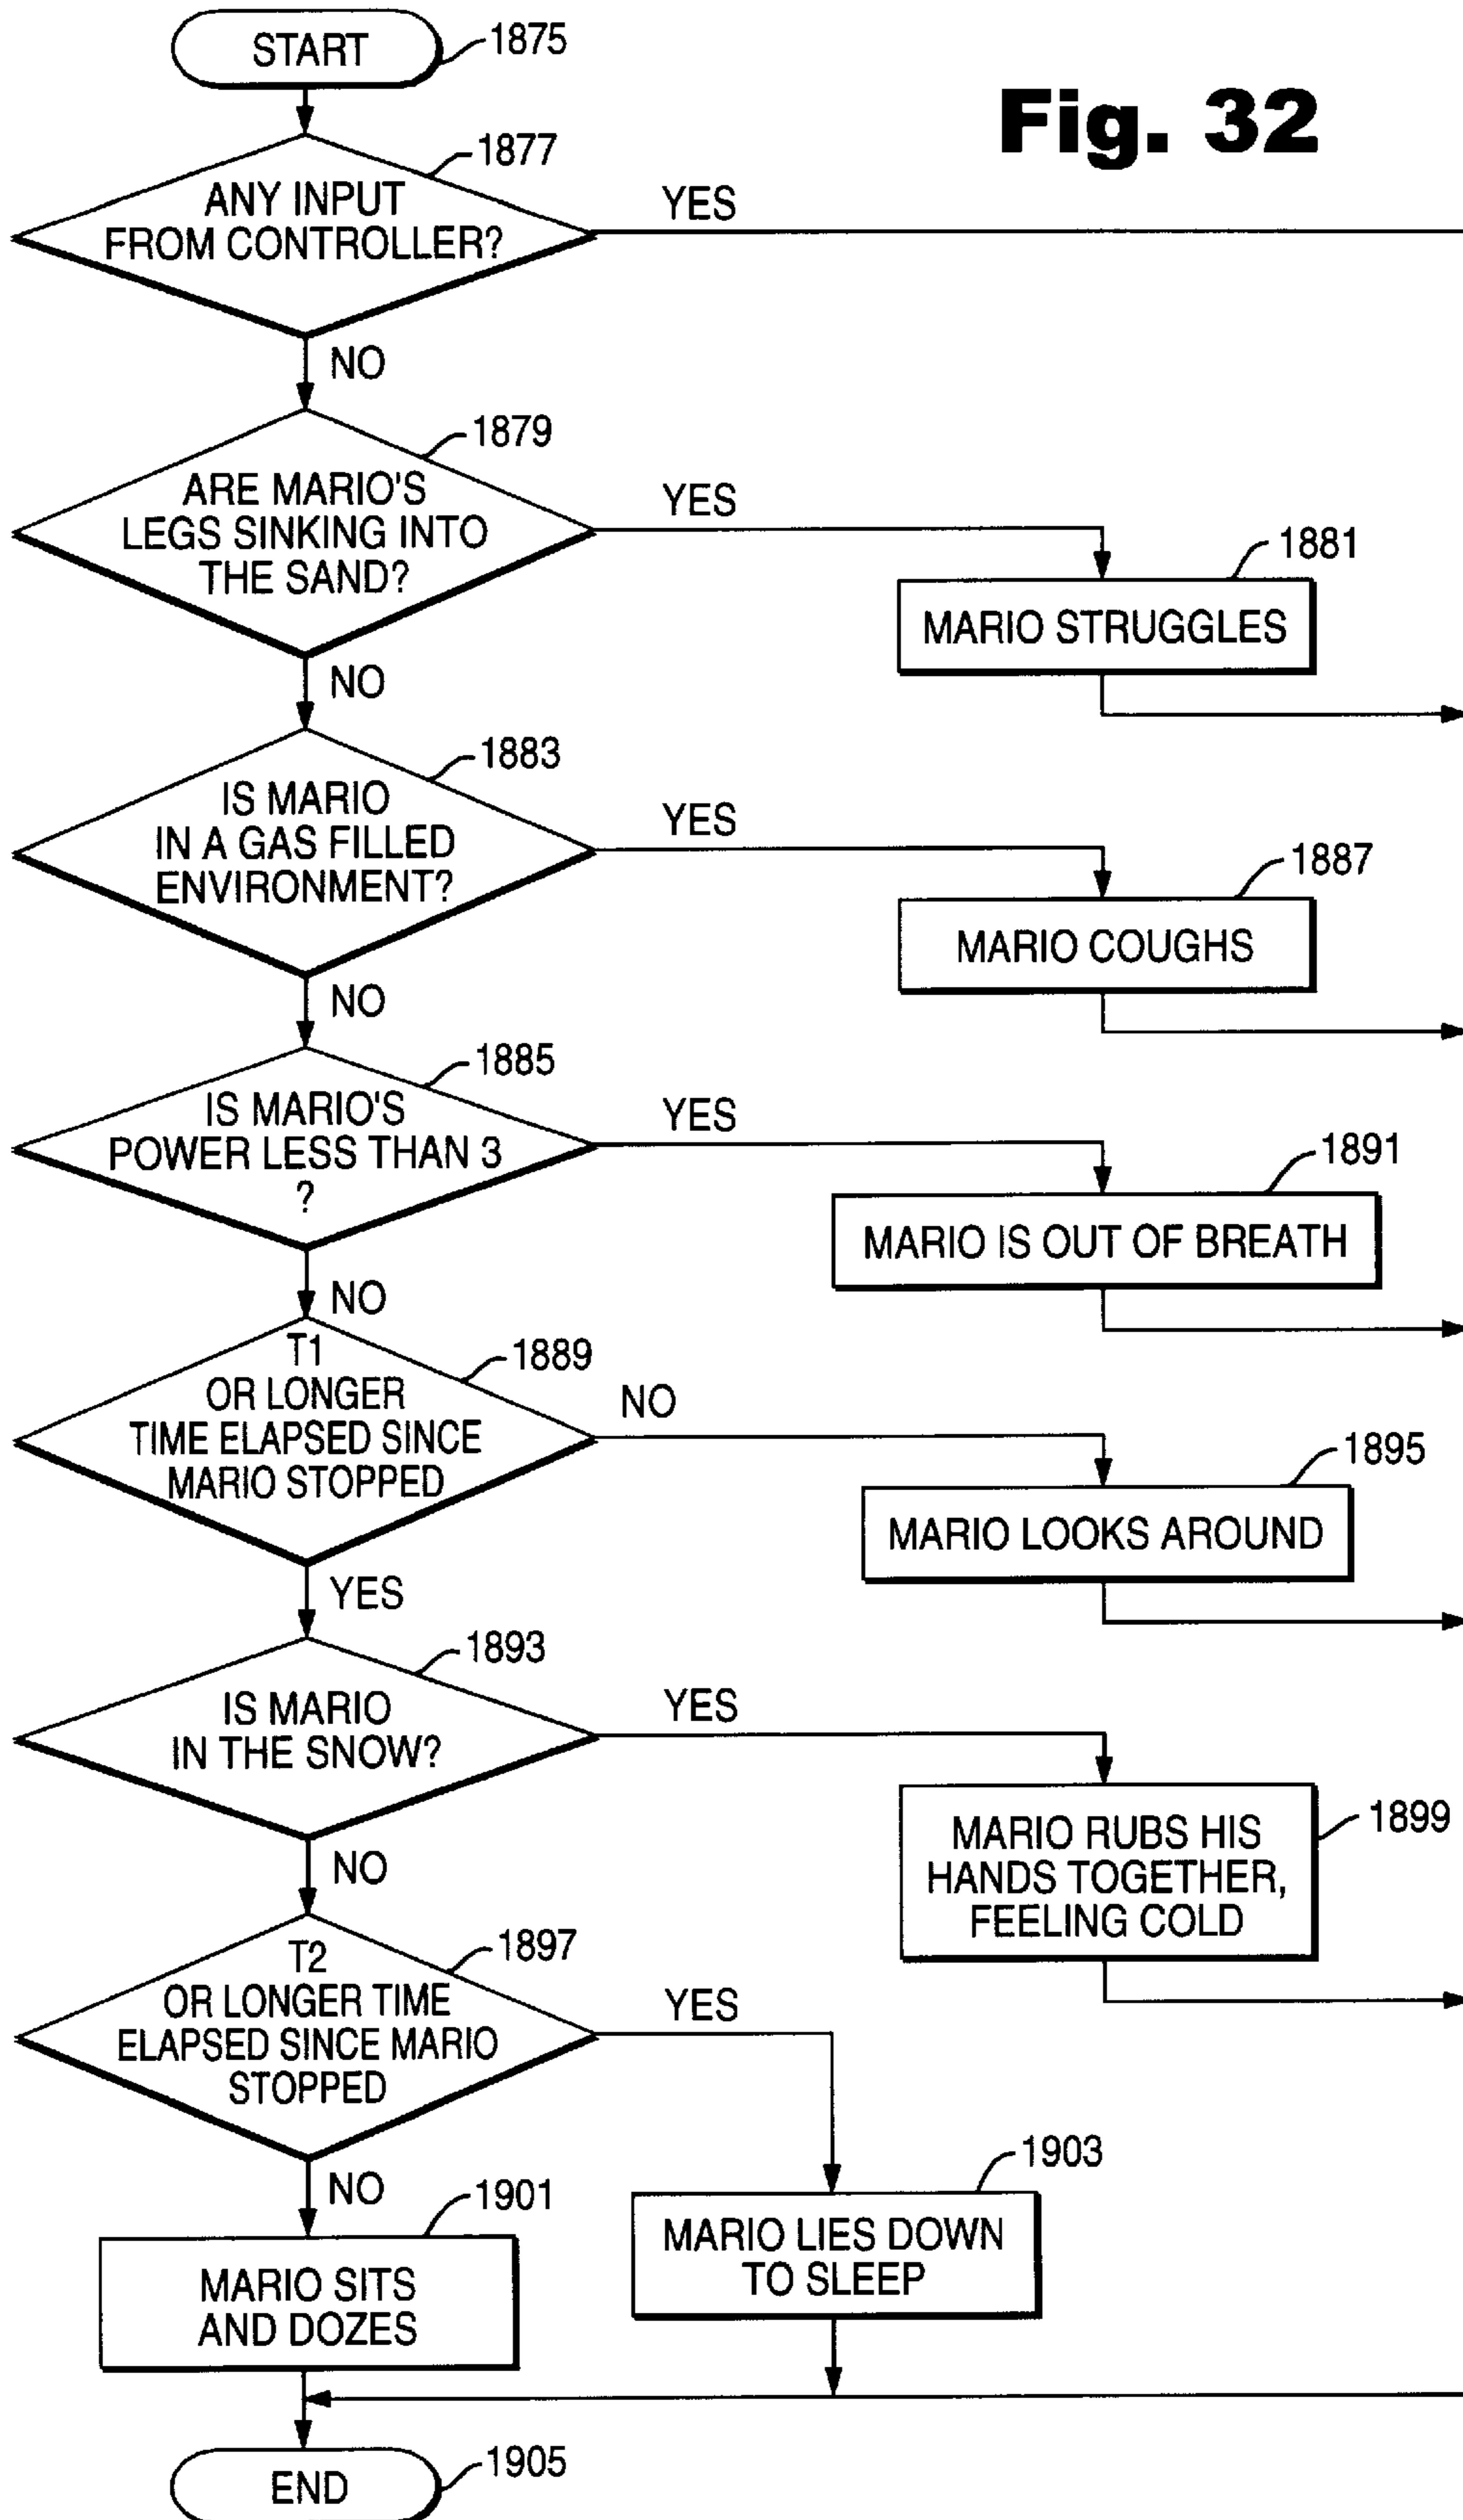 START
1875
Fig. 32
1877
ANY INPUT
FROM CONTROLLER?
YES
NO
1879
ARE MARIO'S
LEGS SINKING INTO
THE SAND?
YES
1881
MARIO STRUGGLES
NO
1883
IS MARIO
IN A GAS FILLED
ENVIRONMENT?
YES
1887
MARIO COUGHS
NO
1885
IS MARIO'S
POWER LESS THAN 3
?
YES
1891
MARIO IS OUT OF BREATH
NO
T1
OR LONGER
TIME ELAPSED SINCE
MARIO STOPPED
1889
NO
1895
MARIO LOOKS AROUND
YES
1893
IS MARIO
IN THE SNOW?
YES
1899
MARIO RUBS HIS
HANDS TOGETHER,
FEELING COLD
NO
1897
T2
OR LONGER TIME
ELAPSED SINCE MARIO
STOPPED
YES
1903
MARIO LIES DOWN
TO SLEEP
NO
1901
MARIO SITS
AND DOZES
END
1905